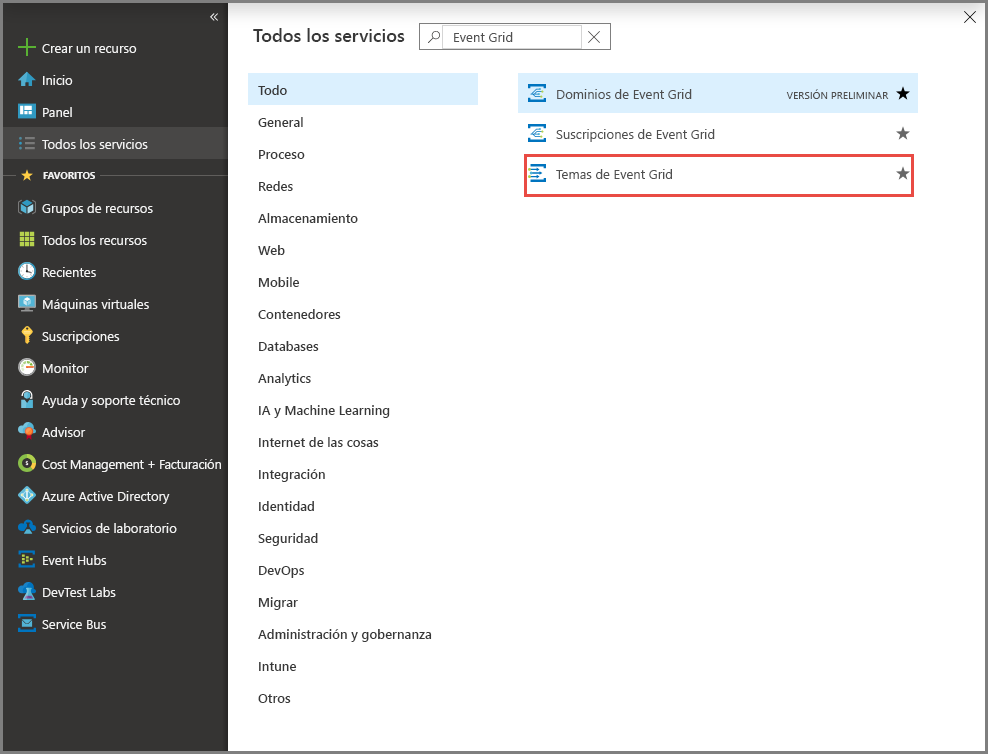 «
Crear un recurso
Inicio
Panel
Todos los servicios
FAVORITOS
Grupos de recursos
Todos los recursos
Recientes
Máquinas virtuales
Suscripciones
Monitor
Ayuda y soporte técnico
Advisor
Cost Management + Facturación
Azure Active Directory
Servicios de laboratorio
Event Hubs
DevTest Labs
Service Bus
Todos los servicios
Event Grid
Todo
General
Proceso
Redes
Almacenamiento
Web
Mobile
Contenedores
Databases
Analytics
IA y Machine Learning
Internet de las cosas
Integración
Identidad
Seguridad
DevOps
Migrar
Administración y gobernanza
Intune
Otros
Dominios de Event Grid VERSIÓN PRELIMINAR
Suscripciones de Event Grid
Temas de Event Grid